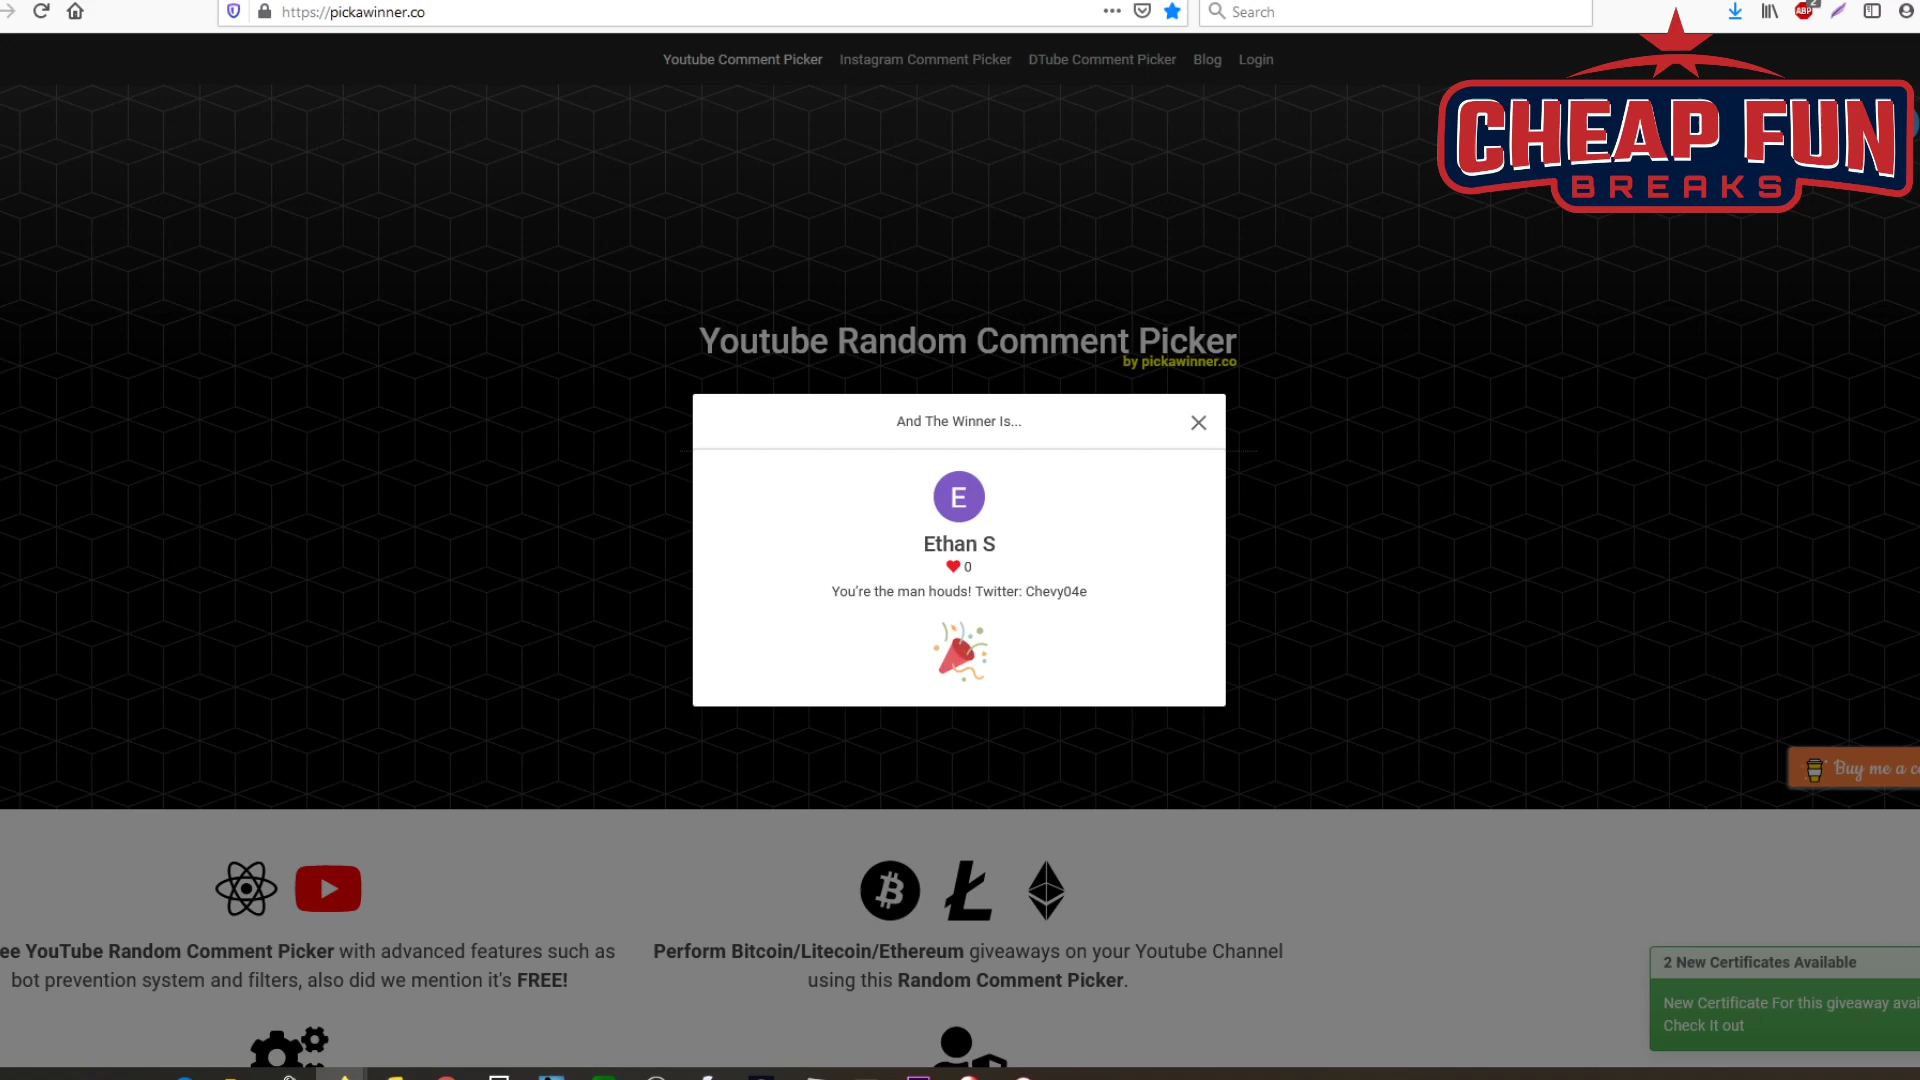 https://pickawinner.co
Search
ABP
2
Youtube Comment Picker Instagram Comment Picker DTube Comment Picker Blog Login
CHEAP FUN
BREAKS
Youtube Random Comment Picker
by pickawinner.co
And The Winner Is...
E
Ethan S
0
You're the man houds! Twitter: Chevy04e
Buy me a c
ee YouTube Random Comment Picker with advanced features such as
bot prevention system and filters, also did we mention it's FREE!
Perform Bitcoin/Litecoin/Ethereum giveaways on your Youtube Channel
using this Random Comment Picker.
2 New Certificates Available
New Certificate For this giveaway avai
Check It out